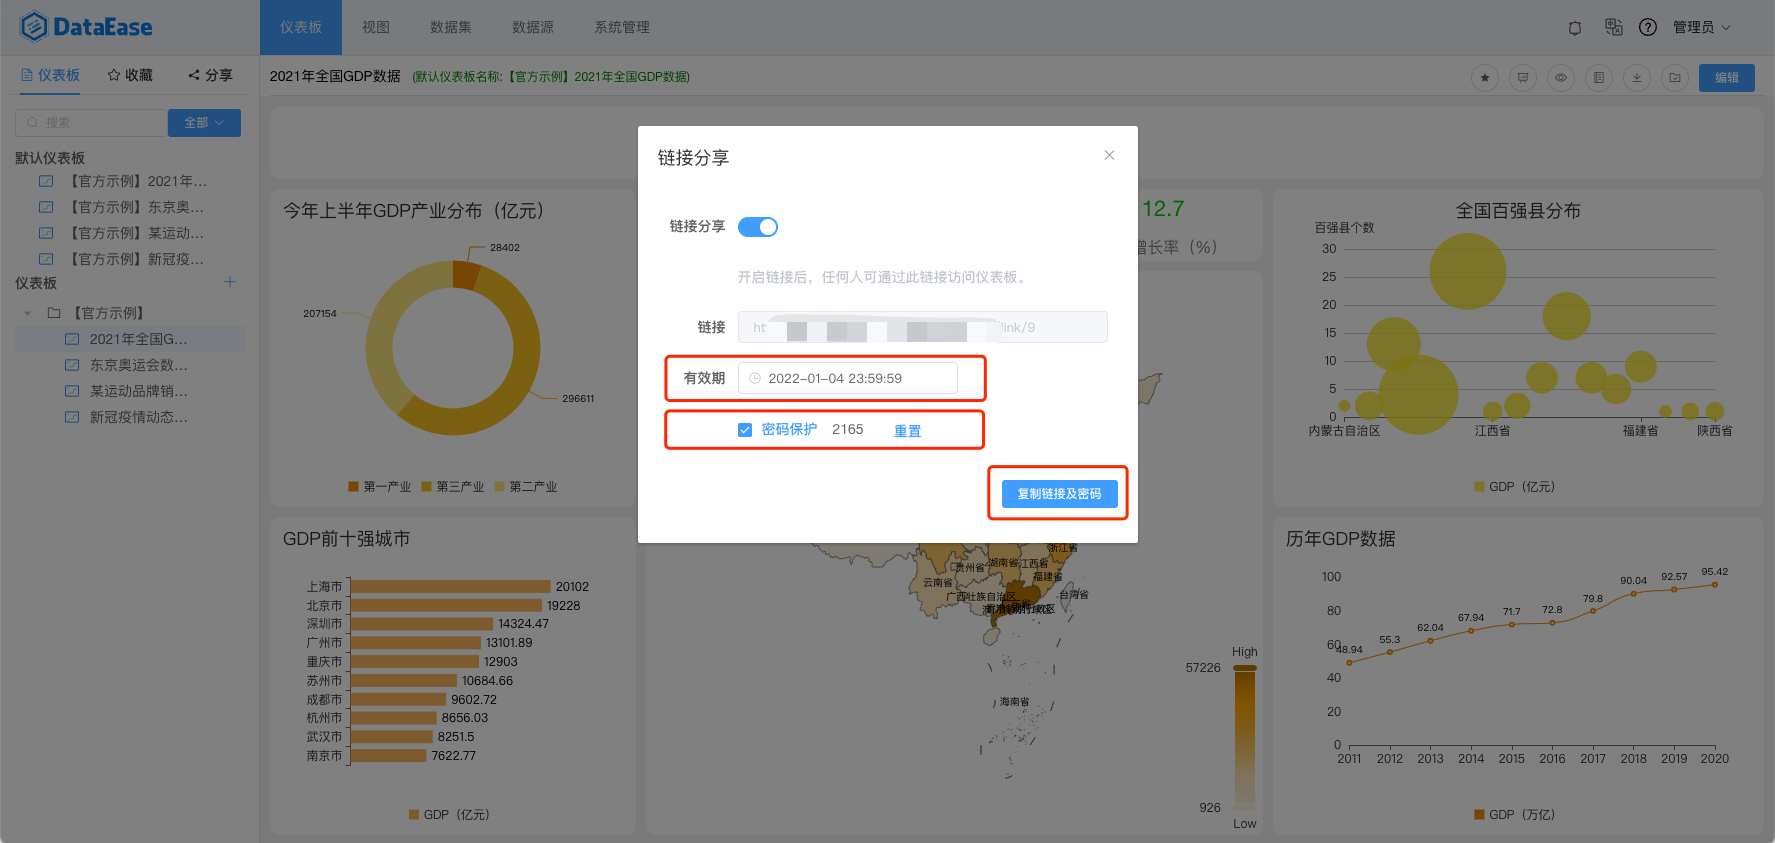 DataEase
仪表板
视图
数据集
数据源
系统管理
管理员
仪表板
收藏
分享
2021年全国GDP数据
(默认仪表板名称:【官方示例】2021年全国GDP数据)
编辑
搜索
全部
默认仪表板
【官方示例】2021年...
【官方示例】东京奥...
【官方示例】某运动...
【官方示例】新冠疫...
仪表板
【官方示例】
2021年全国G...
东京奥运会数...
某运动品牌销...
新冠疫情动态...
今年上半年GDP产业分布（亿元）
28402
207154
296611
第一产业
第三产业
第二产业
链接分享
链接分享
开启链接后，任何人可通过此链接访问仪表板。
链接
ht
link/9
有效期
2022-01-04 23:59:59
密码保护
2165
重置
复制链接及密码
12.7
增长率（%）
全国百强县分布
百强县个数
30
25
20
15
10
5
0
内蒙古自治区
江西省
福建省
陕西省
GDP（亿元）
GDP前十强城市
上海市
20102
北京市
19228
深圳市
14324.47
广州市
13101.89
重庆市
12903
苏州市
10684.66
成都市
9602.72
杭州市
8656.03
武汉市
8251.5
南京市
7622.77
GDP（亿元）
浙江省
贵州省
湖南省
江西省
云南省
福建省
广西壮族自治区
台湾省
海南省
High
57226
926
Low
历年GDP数据
100
80
60
40
20
0
48.94
55.3
62.04
67.94
71.7
72.8
79.8
90.04
92.57
95.42
2011
2012
2013
2014
2015
2016
2017
2018
2019
2020
GDP（万亿）